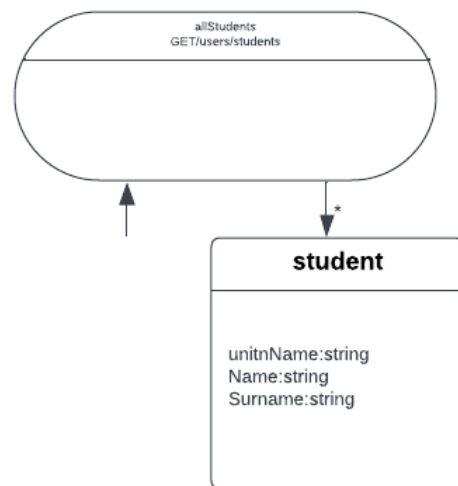 allStudents
GET/users/students
*
student
unitnName:string
Name:string
Surname:string